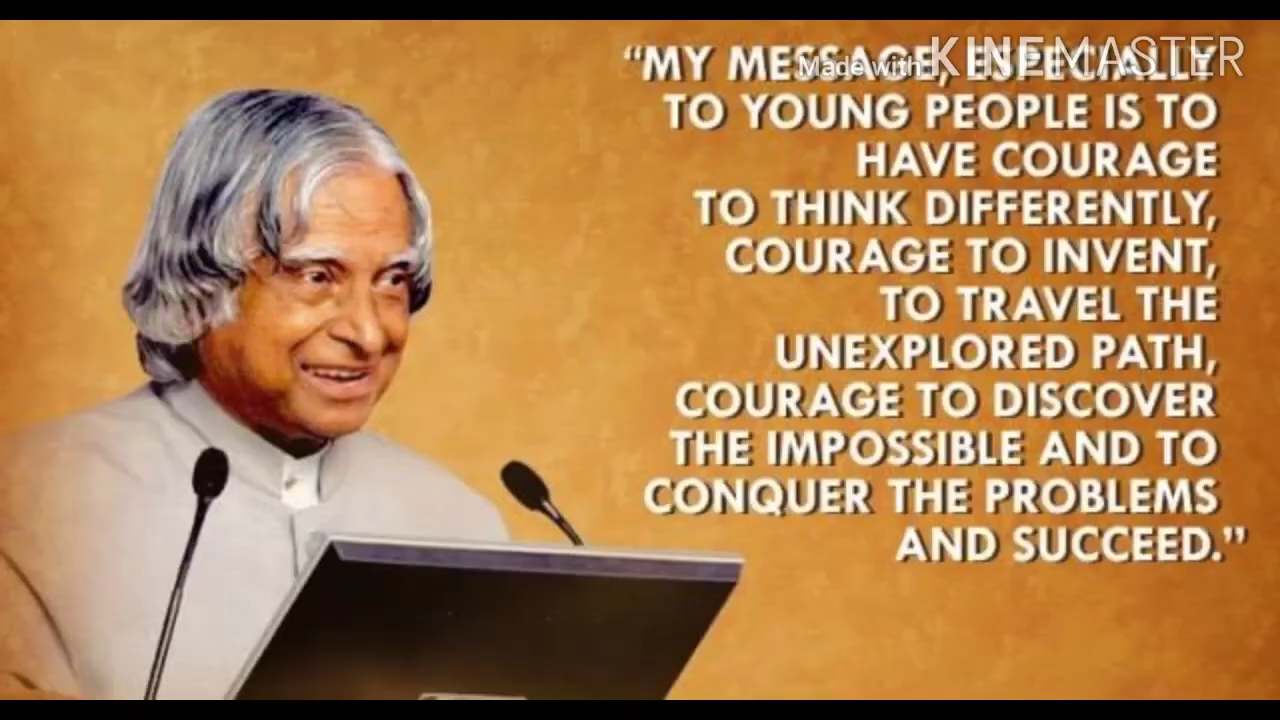 “MY MESSAGE, ESPECIALLY
TO YOUNG PEOPLE IS TO
HAVE COURAGE
TO THINK DIFFERENTLY,
COURAGE TO INVENT,
TO TRAVEL THE
UNEXPLORED PATH,
COURAGE TO DISCOVER
THE IMPOSSIBLE AND TO
CONQUER THE PROBLEMS
AND SUCCEED.”
Made with KINEMASTER